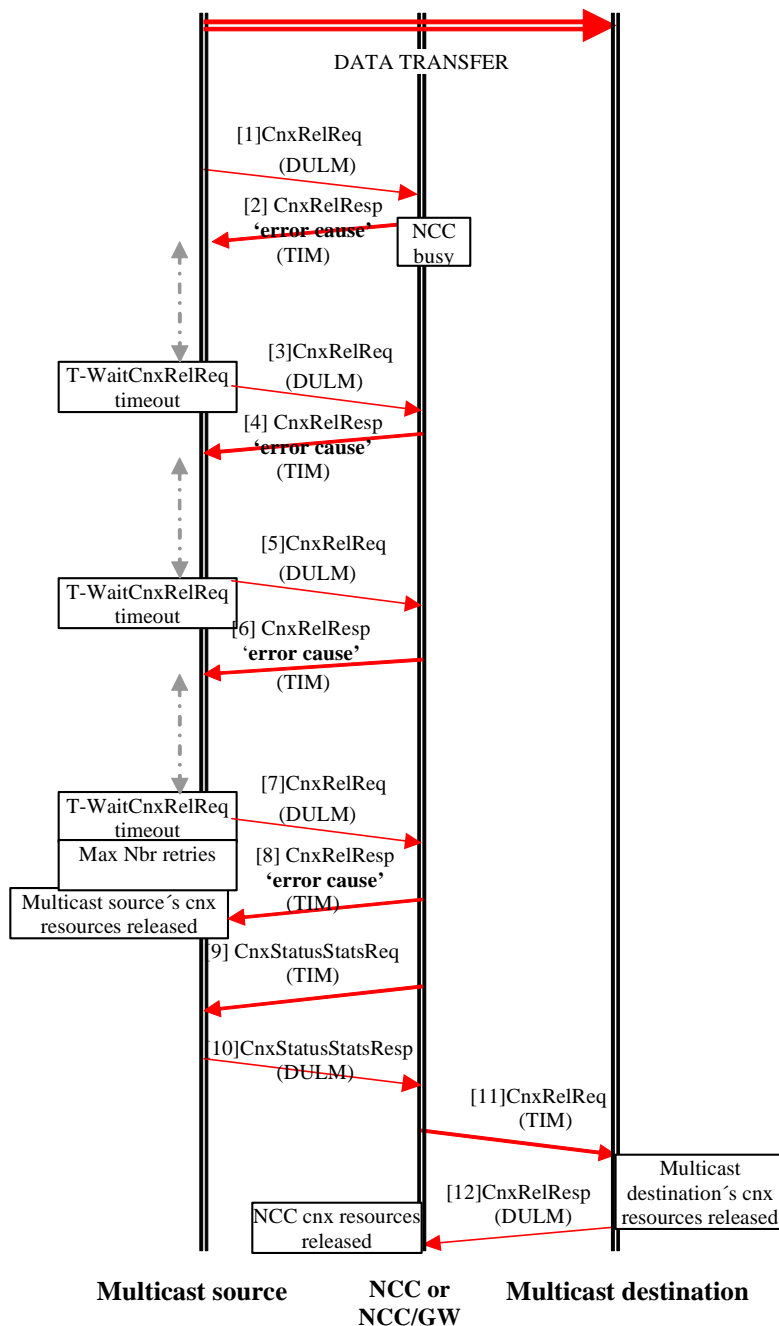 DATA TRANSFER
[1]CnxRelReq
(DULM)
[2] CnxRelResp
‘error cause’
(TIM)
NCC
busy
[3]CnxRelReq
(DULM)
T-WaitCnxRelReq
timeout
[4] CnxRelResp
‘error cause’
(TIM)
[5]CnxRelReq
(DULM)
T-WaitCnxRelReq
timeout
[6] CnxRelResp
‘error cause’
(TIM)
[7]CnxRelReq
(DULM)
T-WaitCnxRelReq
timeout
Max Nbr retries
[8] CnxRelResp
‘error cause’
(TIM)
Multicast source´s cnx
resources released
[9] CnxStatusStatsReq
(TIM)
[10]CnxStatusStatsResp
(DULM)
[11]CnxRelReq
(TIM)
Multicast
destination´s cnx
resources released
[12]CnxRelResp
(DULM)
NCC cnx resources
released
Multicast source
NCC or
NCC/GW
Multicast destination